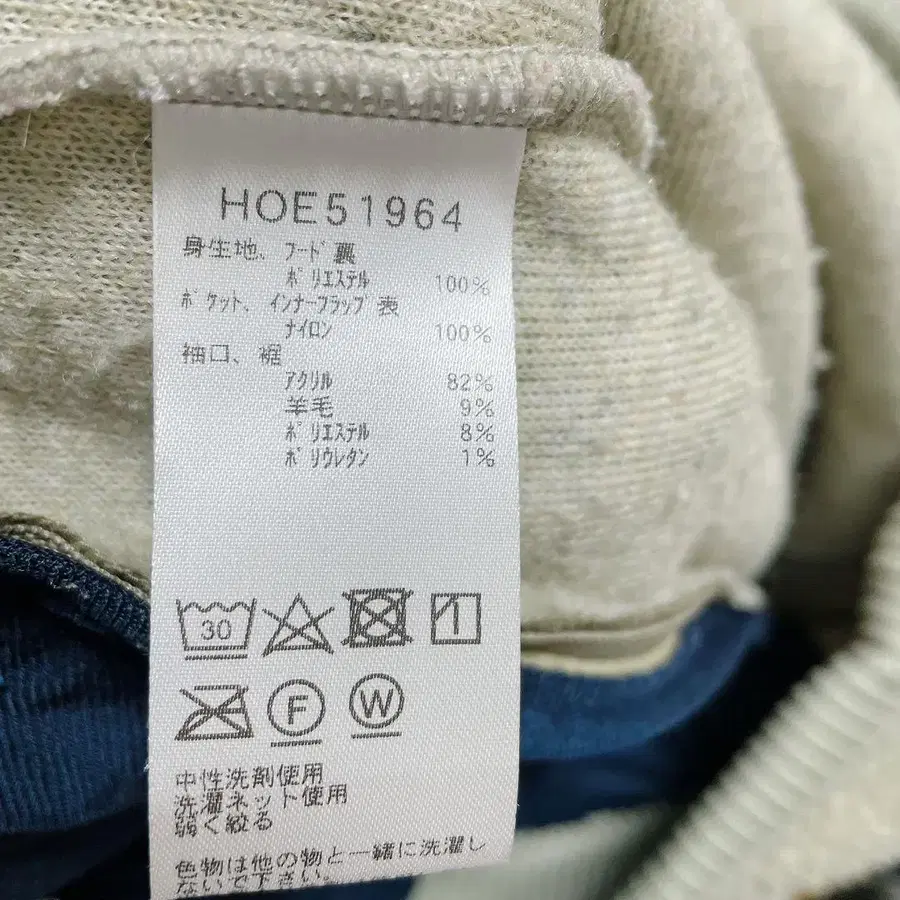 HOE51964
身生地、フード裏
ポリエステル 100%
ポケット、インナーフラップ表
ナイロン 100%
袖口、裾
アクリル 82%
羊毛 9%
ポリエステル 8%
ポリウレタン 1%
30
F W
中性洗剤使用
洗濯ネット使用
弱く絞る
色物は他の物と一緒に洗濯し
ないで下さい。